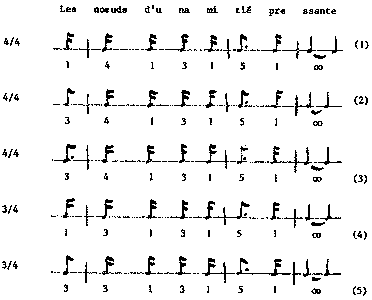 Les nœuds d'u na mi tié pre ssante
4/4 (1)
1 4 1 3 1 5 1 ∞
4/4 (2)
3 4 1 3 1 5 1 ∞
4/4 (3)
3 4 1 3 1 5 1 ∞
3/4 (4)
1 3 1 3 1 5 1 ∞
3/4 (5)
3 3 1 3 1 5 1 ∞